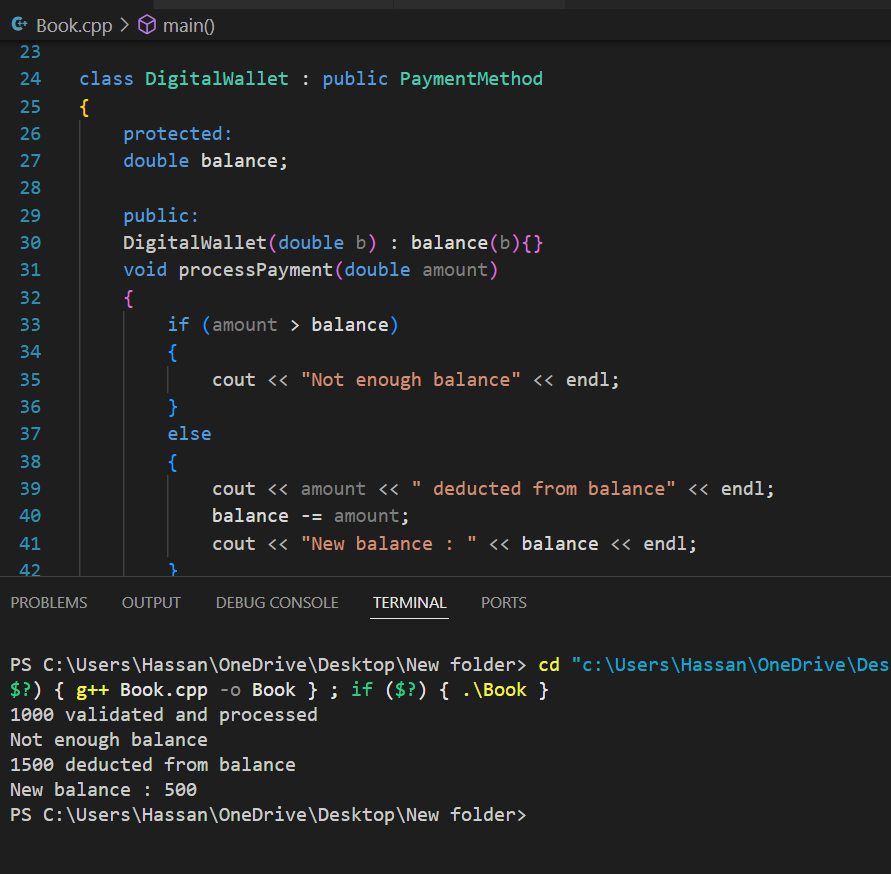 Book.cpp > main()
23
24 class DigitalWallet : public PaymentMethod
25 {
26 protected:
27 double balance;
28
29 public:
30 DigitalWallet(double b) : balance(b){}
31 void processPayment(double amount)
32 {
33 if (amount > balance)
34 {
35 cout << "Not enough balance" << endl;
36 }
37 else
38 {
39 cout << amount << " deducted from balance" << endl;
40 balance -= amount;
41 cout << "New balance : " << balance << endl;
42 }
PROBLEMS OUTPUT DEBUG CONSOLE TERMINAL PORTS
PS C:\Users\Hassan\OneDrive\Desktop\New folder> cd "c:\Users\Hassan\OneDrive\Des
$?) { g++ Book.cpp -o Book } ; if ($?) { .\Book }
1000 validated and processed
Not enough balance
1500 deducted from balance
New balance : 500
PS C:\Users\Hassan\OneDrive\Desktop\New folder>